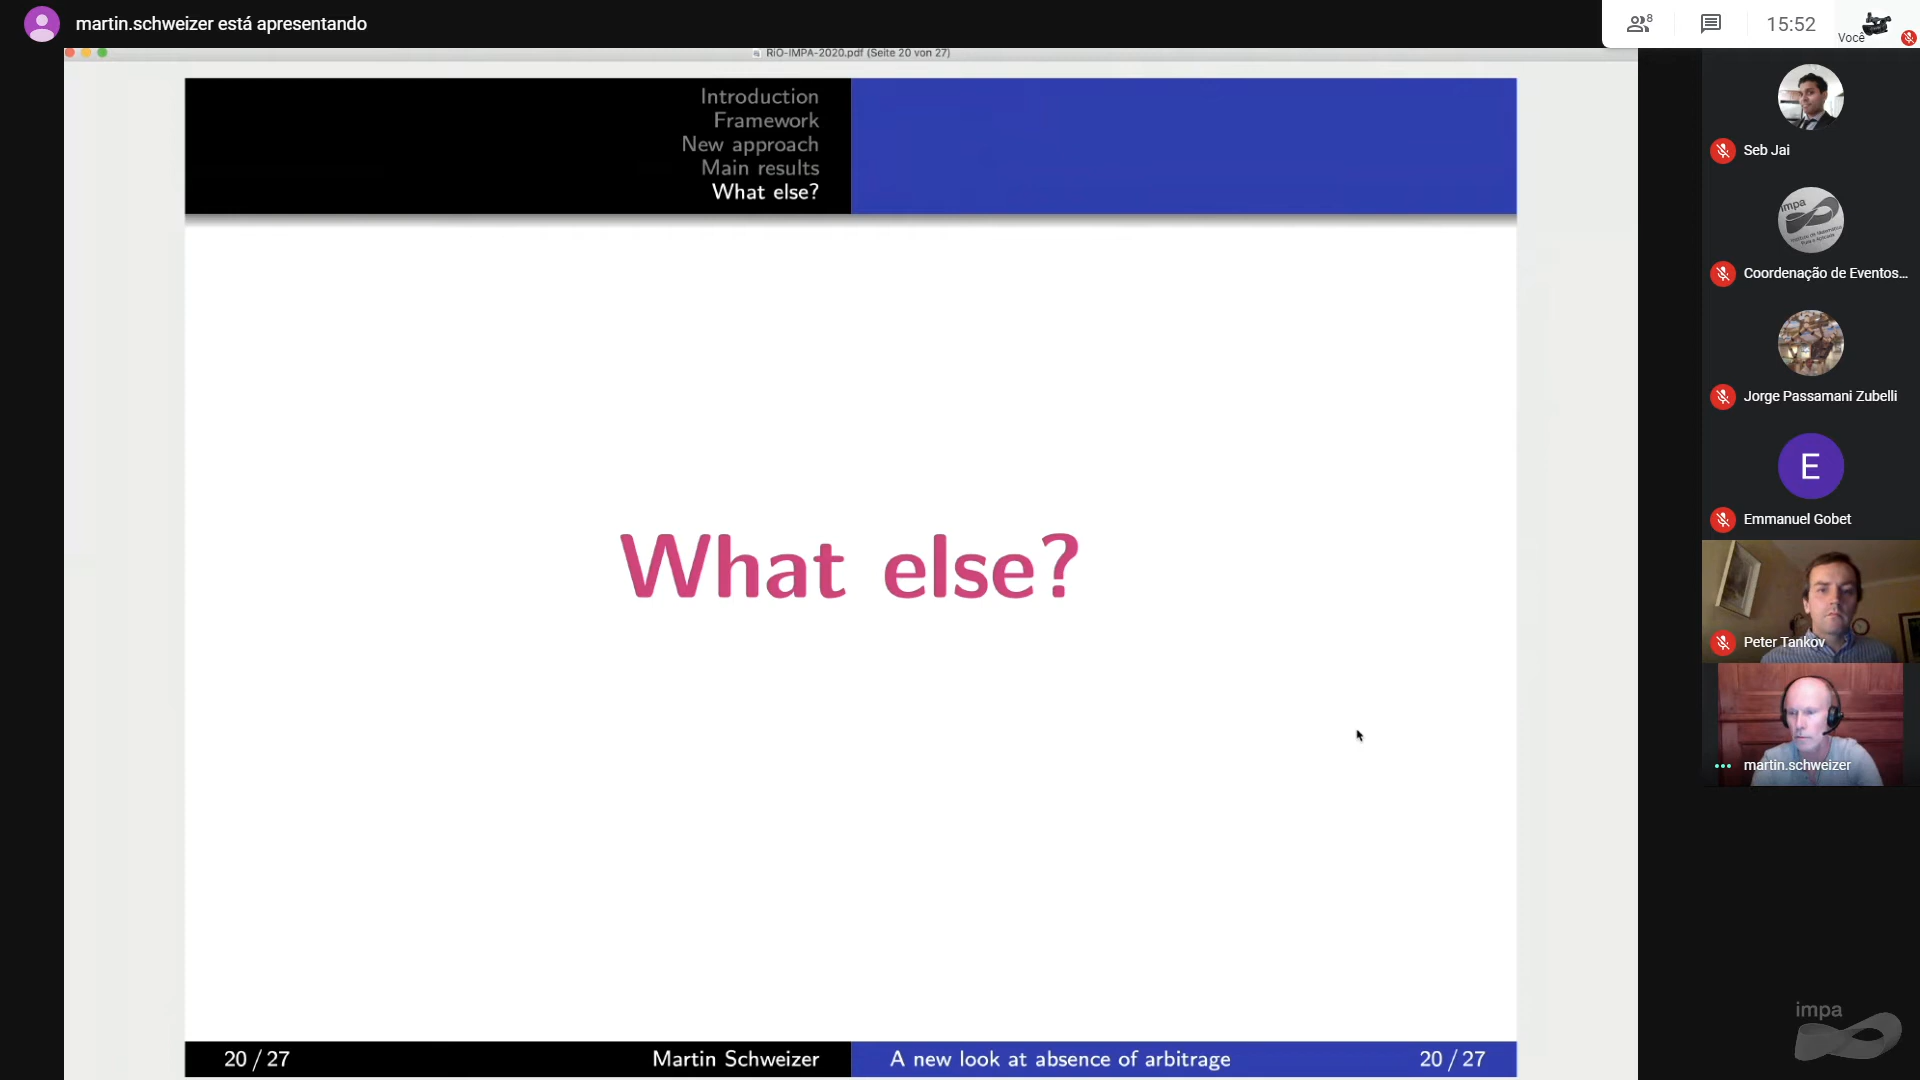 martin.schweizer está apresentando
8
15:52
Você
RiO-IMPA-2020.pdf (Seite 20 von 27)
Introduction
Framework
New approach
Main results
What else?
What else?
20 / 27
Martin Schweizer
A new look at absence of arbitrage
20 / 27
Seb Jai
impa
Coordenação de Eventos...
Jorge Passamani Zubelli
E
Emmanuel Gobet
Peter Tankov
martin.schweizer
impa